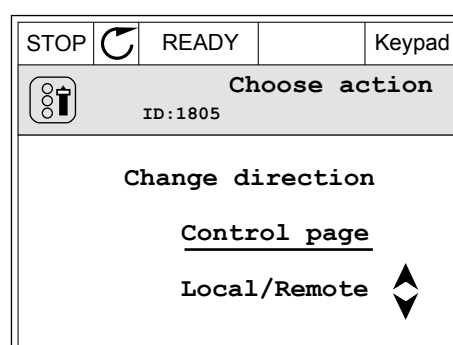 STOP READY Keypad
Choose action
ID:1805
Change direction
Control page
Local/Remote